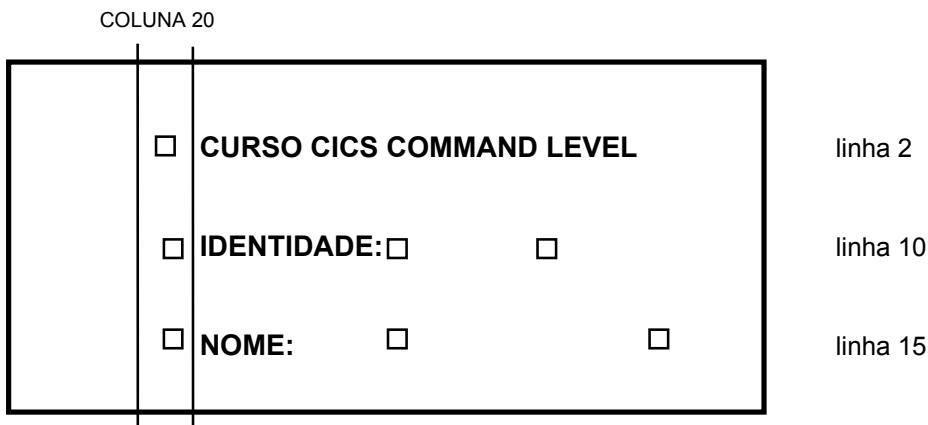 COLUNA 20
CURSO CICS COMMAND LEVEL linha 2
IDENTIDADE: linha 10
NOME: linha 15